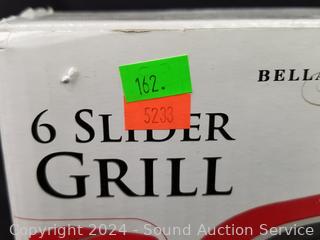 162.
BELLA
5233
6 SLIDER
GRILL
Copyright 2024 - Sound Auction Service